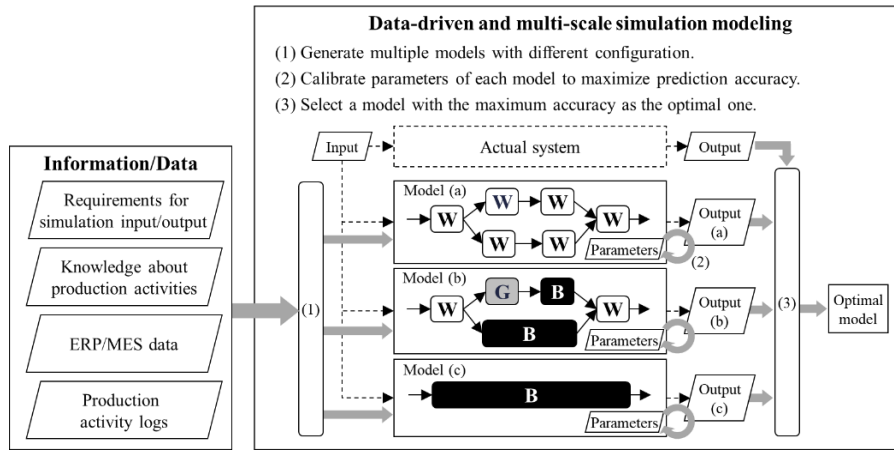 Data-driven and multi-scale simulation modeling
(1) Generate multiple models with different configuration.
(2) Calibrate parameters of each model to maximize prediction accuracy.
(3) Select a model with the maximum accuracy as the optimal one.
Information/Data
Requirements for
simulation input/output
Knowledge about
production activities
ERP/MES data
Production
activity logs
(1)
Input
Actual system
Output
Model (a)
W
W
W
W
W
W
Parameters
(2)
Output
(a)
Model (b)
W
G
B
B
W
Parameters
Output
(b)
Model (c)
B
Parameters
Output
(c)
(3)
Optimal
model